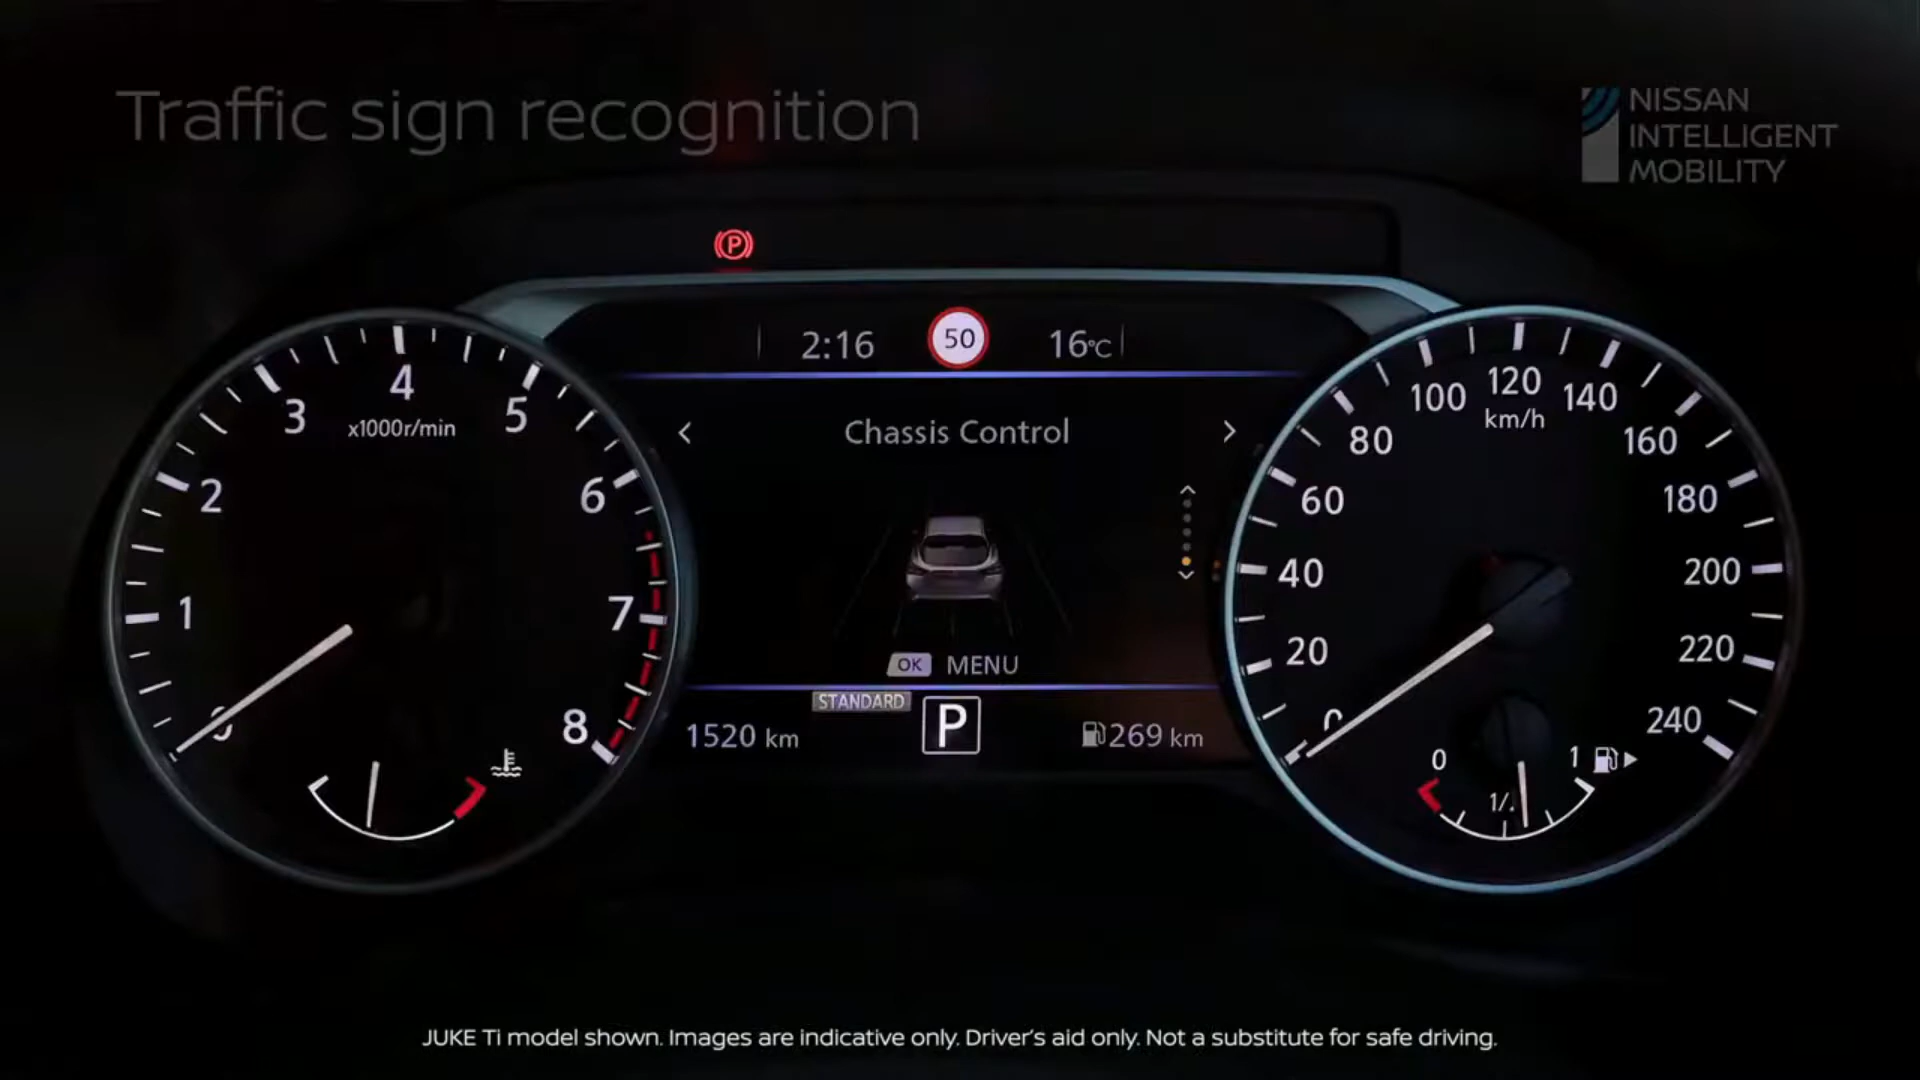 Traffic sign recognition
NISSAN
INTELLIGENT
MOBILITY
P
2:16
50
16°C
Chassis Control
OK MENU
STANDARD
1520 km
P
269 km
0
1
2
3
4
5
6
7
8
x1000r/min
0
20
40
60
80
100
120
140
160
180
200
220
240
km/h
0
1
JUKE Ti model shown. Images are indicative only. Driver's aid only. Not a substitute for safe driving.